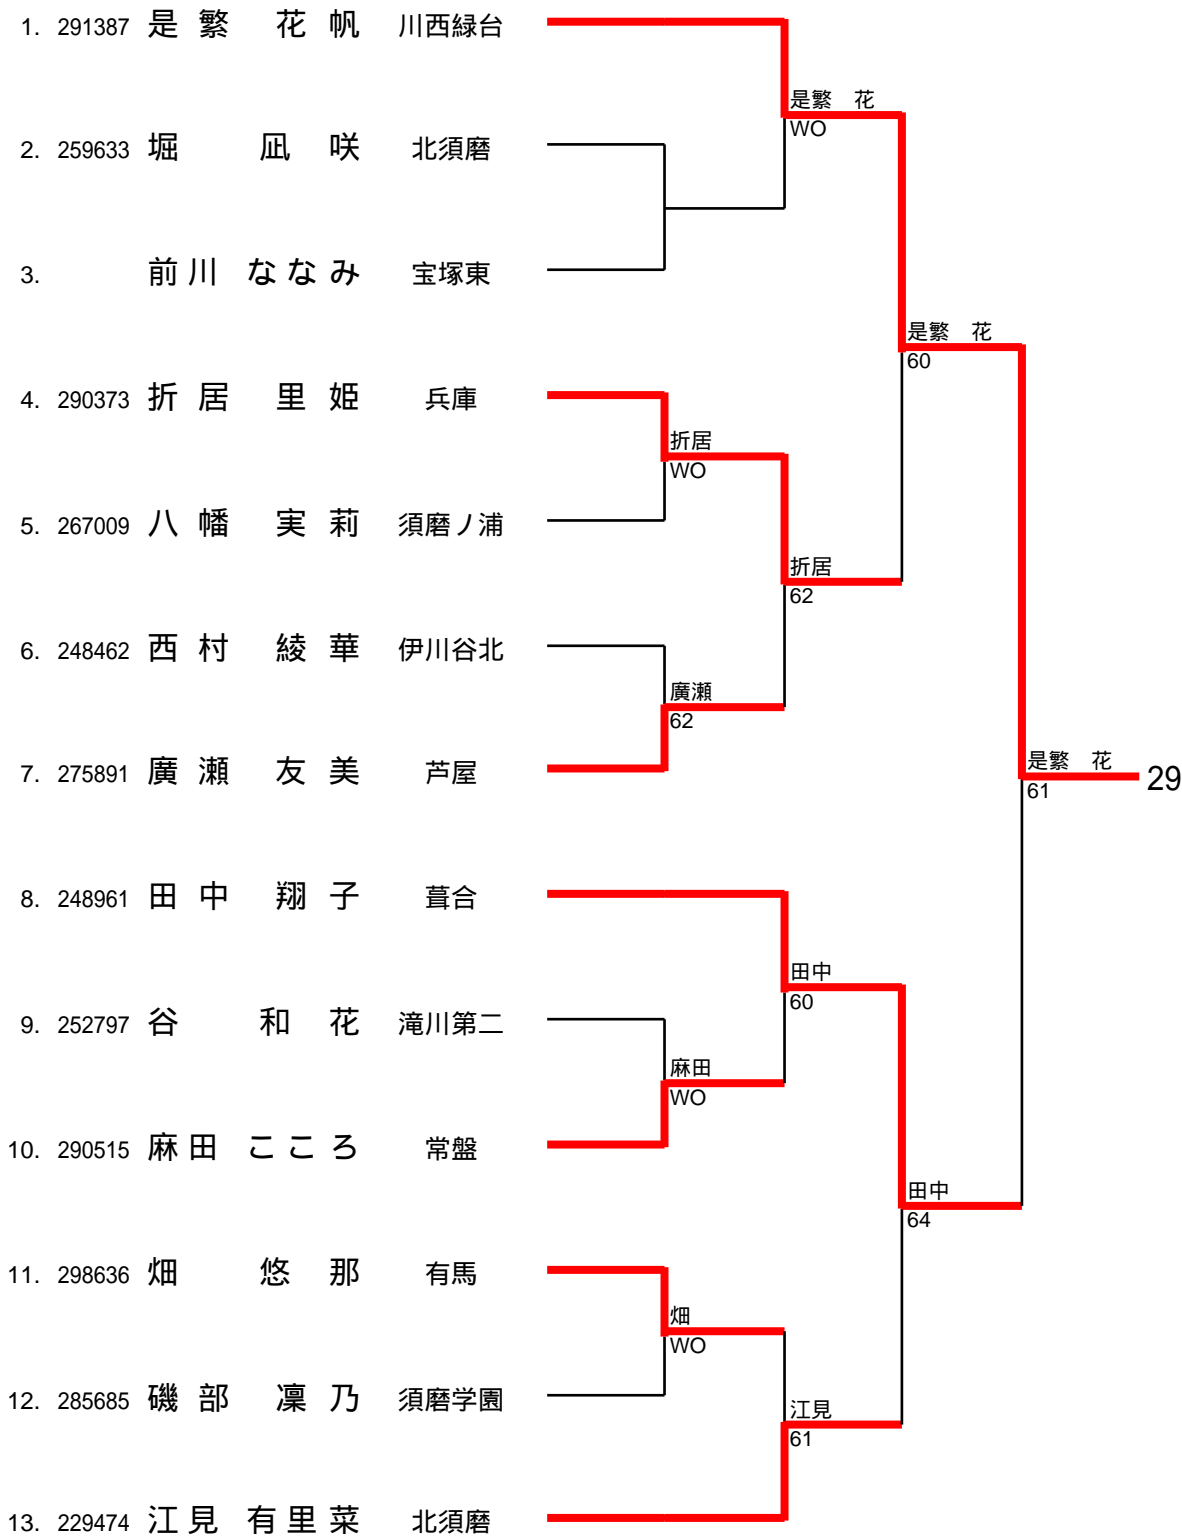 1. 291387 是繁 花帆 川西緑台
是繁 花
WO
2. 259633 堀 凪咲 北須磨
3. 前川 ななみ 宝塚東
是繁 花
60
4. 290373 折居 里姫 兵庫
折居
WO
5. 267009 八幡 実莉 須磨ノ浦
折居
62
6. 248462 西村 綾華 伊川谷北
廣瀬
62
7. 275891 廣瀬 友美 芦屋
是繁 花
61
29
8. 248961 田中 翔子 葺合
田中
60
9. 252797 谷 和花 滝川第二
麻田
WO
10. 290515 麻田 こころ 常盤
田中
64
11. 298636 畑 悠那 有馬
畑
WO
12. 285685 磯部 凜乃 須磨学園
江見
61
13. 229474 江見 有里菜 北須磨